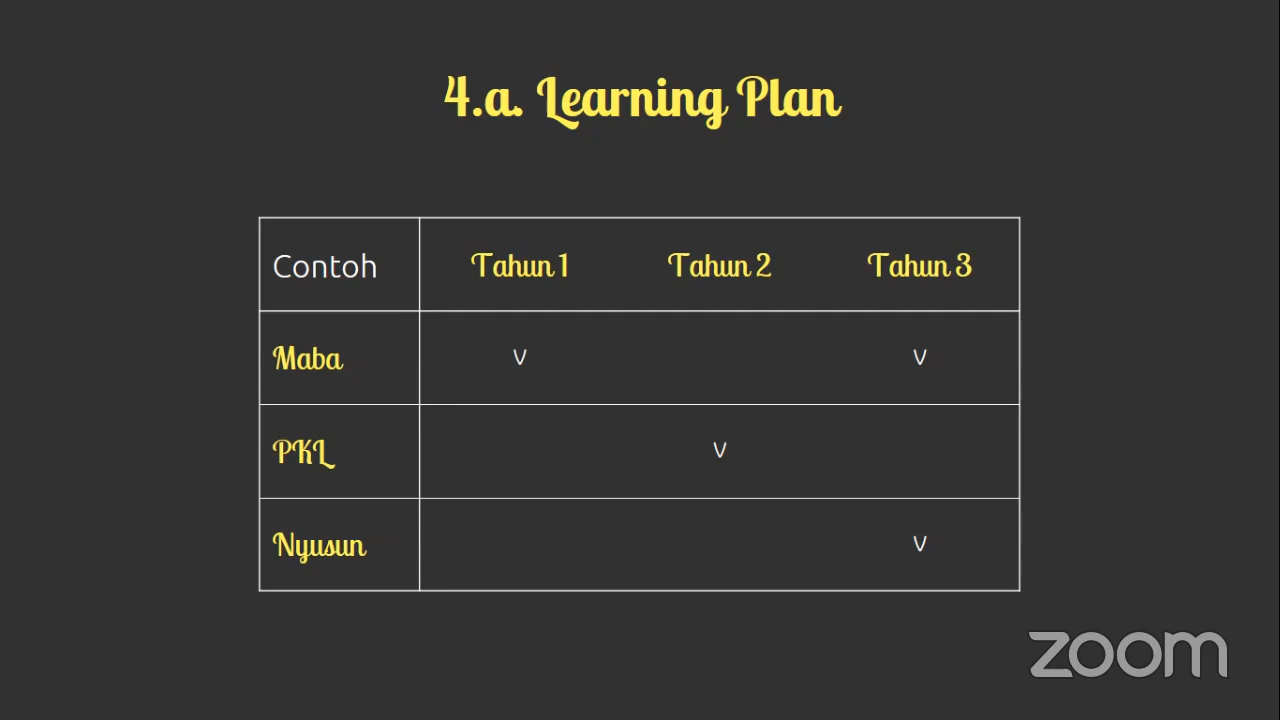 4.a. Learning Plan
Contoh Tahun 1 Tahun 2 Tahun 3
Maba V V
PKL V
Nyusun V
zoom